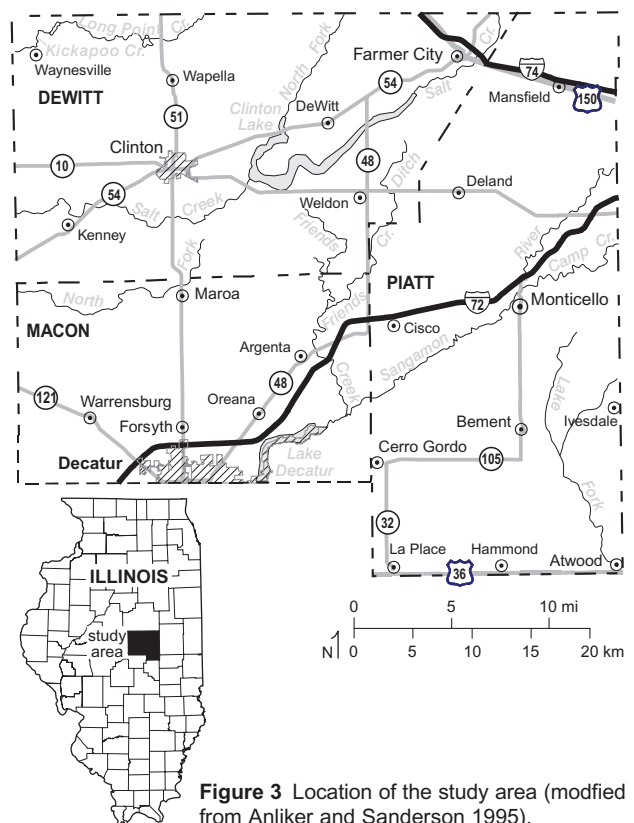 Long Point Cr.
Kickapoo Cr.
Waynesville
Wapella
DEWITT
North Fork
Farmer City
Cr.
74
54
Salt
Mansfield
150
DeWitt
Clinton
Lake
51
Clinton
10
48
Ditch
54
Weldon
Deland
Salt Creek
Kenney
Friends
Cr.
River
Camp Cr.
Fork
North
Maroa
PIATT
72
Monticello
MACON
Friends
Cisco
Argenta
Sangamon
48
Creek
Lake
121
Warrensburg
Oreana
Forsyth
Bement
Ivesdale
Decatur
Lake
Decatur
Cerro Gordo
105
Fork
32
La Place
Hammond
Atwood
36
ILLINOIS
study
area
0 5 10 mi
N 0 5 10 15 20 km
Figure 3 Location of the study area (modfied
from Anliker and Sanderson 1995).